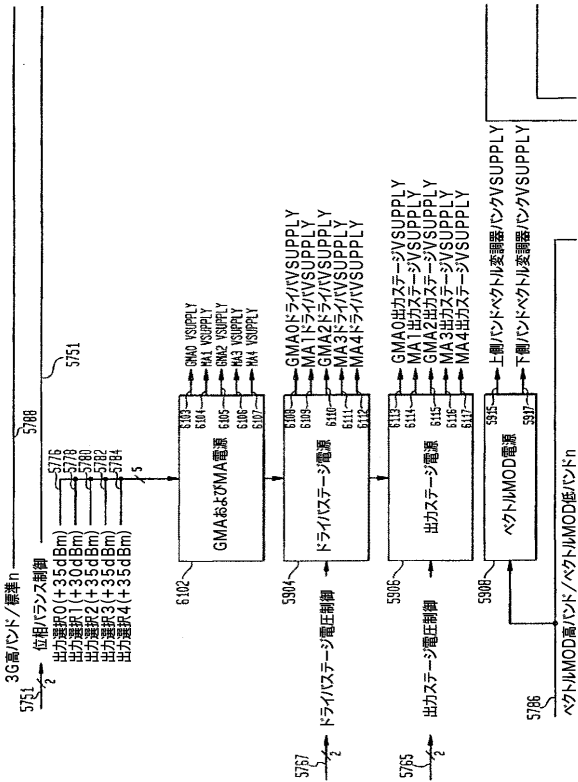 3G高バンド/標準n
5788
5751
2
位相バランス制御
5751
出力選択0(+35dBm)
5776
出力選択1(+30dBm)
5778
出力選択2(+35dBm)
5780
出力選択3(+35dBm)
5782
出力選択4(+33dBm)
5784
5
6102
GMAおよびMA電源
6103
GMA0 VSUPPLY
6104
MA1 VSUPPLY
6105
GMA2 VSUPPLY
6106
MA3 VSUPPLY
6107
MA4 VSUPPLY
5767
2
ドライバステージ電圧制御
5904
ドライバステージ電源
6108
GMA0ドライバVSUPPLY
6109
MA1ドライバVSUPPLY
6110
GMA2ドライバVSUPPLY
6111
MA3ドライバVSUPPLY
6112
MA4ドライバVSUPPLY
5765
2
出力ステージ電圧制御
5906
出力ステージ電源
6113
GMA0出力ステージVSUPPLY
6114
MA1出力ステージVSUPPLY
6115
GMA2出力ステージVSUPPLY
6116
MA3出力ステージVSUPPLY
6117
MA4出力ステージVSUPPLY
5908
ベクトルMOD電源
5915
上側バンドベクトル変調器バンクVSUPPLY
5917
下側バンドベクトル変調器バンクVSUPPLY
5786
ベクトルMOD高バンド/ベクトルMOD低バンドn